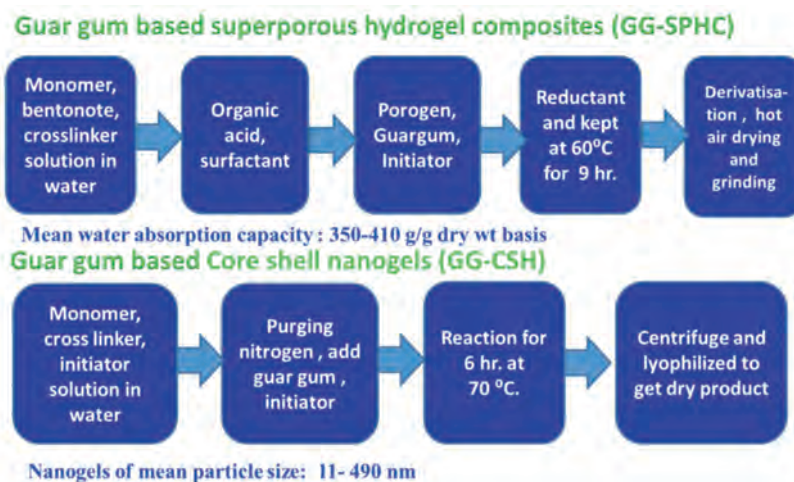 Guar gum based superporous hydrogel composites (GG-SPHC)
Monomer,
bentonote,
crosslinker
solution in
water
Organic
acid,
surfactant
Porogen,
Guargum,
Initiator
Reductant
and kept
at 60⁰C
for 9 hr.
Derivatisa-
tion , hot
air drying
and
grinding
Mean water absorption capacity : 350-410 g/g dry wt basis
Guar gum based Core shell nanogels (GG-CSH)
Monomer,
cross linker,
initiator
solution in
water
Purging
nitrogen , add
guar gum ,
initiator
Reaction for
6 hr. at
70 ⁰C.
Centrifuge and
lyophilized to
get dry product
Nanogels of mean particle size: 11- 490 nm